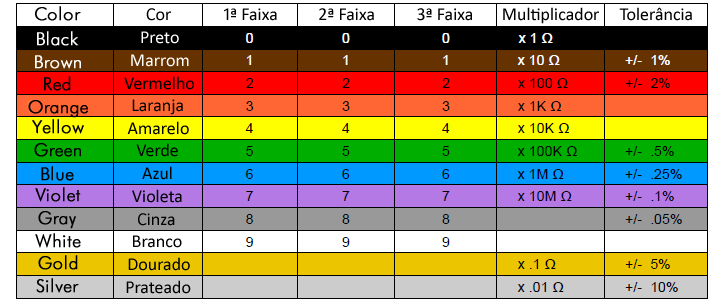 Color Cor 1ª Faixa 2ª Faixa 3ª Faixa Multiplicador Tolerância
Black Preto 0 0 0 x 1 Ω
Brown Marrom 1 1 1 x 10 Ω +/- 1%
Red Vermelho 2 2 2 x 100 Ω +/- 2%
Orange Laranja 3 3 3 x 1K Ω
Yellow Amarelo 4 4 4 x 10K Ω
Green Verde 5 5 5 x 100K Ω +/- .5%
Blue Azul 6 6 6 x 1M Ω +/- .25%
Violet Violeta 7 7 7 x 10M Ω +/- .1%
Gray Cinza 8 8 8 +/- .05%
White Branco 9 9 9
Gold Dourado x .1 Ω +/- 5%
Silver Prateado x .01 Ω +/- 10%